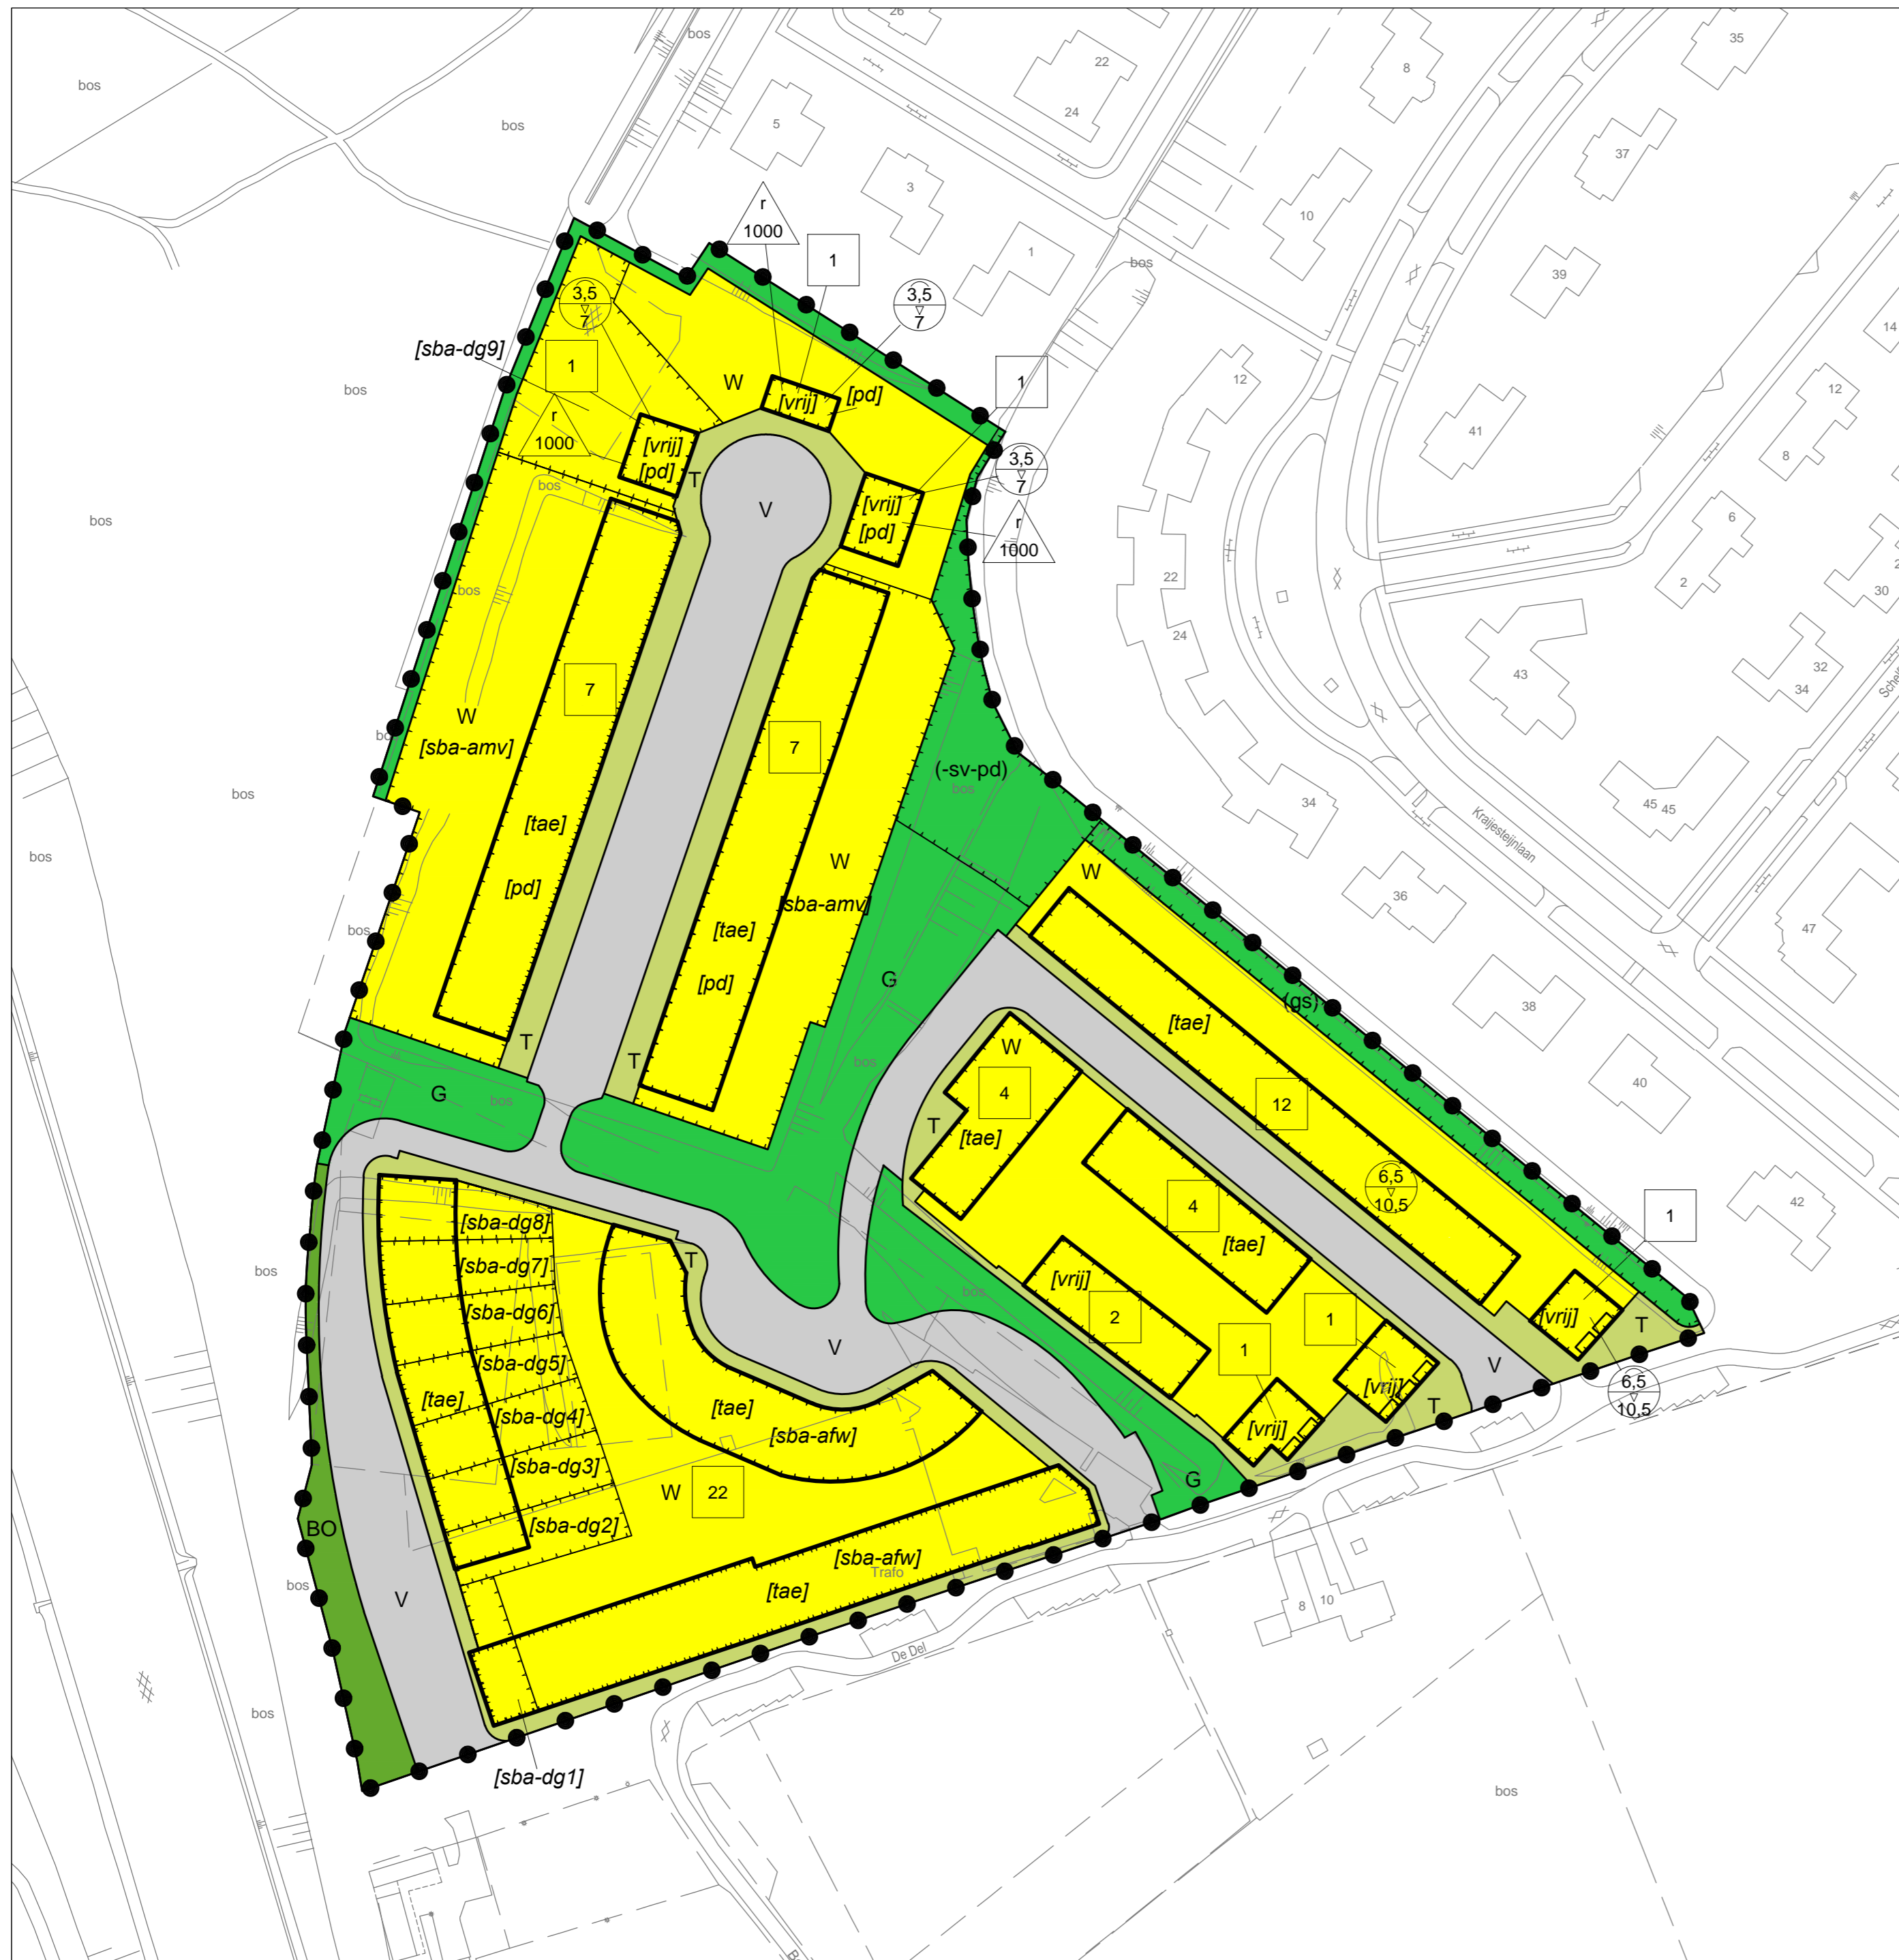 26
bos
35
bos
22
8
24
5
bos
37
3
10
r
1000
1
1
bos
39
3,5
7
3,5
7
14
[sba-dg9]
1
W
[vrij]
[pd]
1
12
12
bos
r
1000
[vrij]
[pd]
T
41
3,5
7
8
bos
V
[vrij]
[pd]
r
1000
6
bos
22
2
30
bos
24
7
43
32
34
W
[sba-amv]
7
(-sv-pd)
bos
bos
34
45
45
Kraijesteijnlaan
[tae]
bos
W
W
[pd]
[sba-amv]
36
bos
[tae]
47
[pd]
G
(gs)
38
[tae]
T
T
W
bos
40
G
bos
4
12
T
[tae]
6,5
10,5
42
[sba-dg8]
4
1
[tae]
T
[sba-dg7]
bos
[vrij]
bos
[sba-dg6]
2
1
[vrij]
T
V
1
[sba-dg5]
V
[tae]
[vrij]
6,5
10,5
[tae]
[sba-dg4]
[sba-afw]
[vrij]
T
[sba-dg3]
W
22
G
BO
[sba-dg2]
[sba-afw]
Trafo
bos
V
[tae]
8
10
De Del
bos
[sba-dg1]
bos